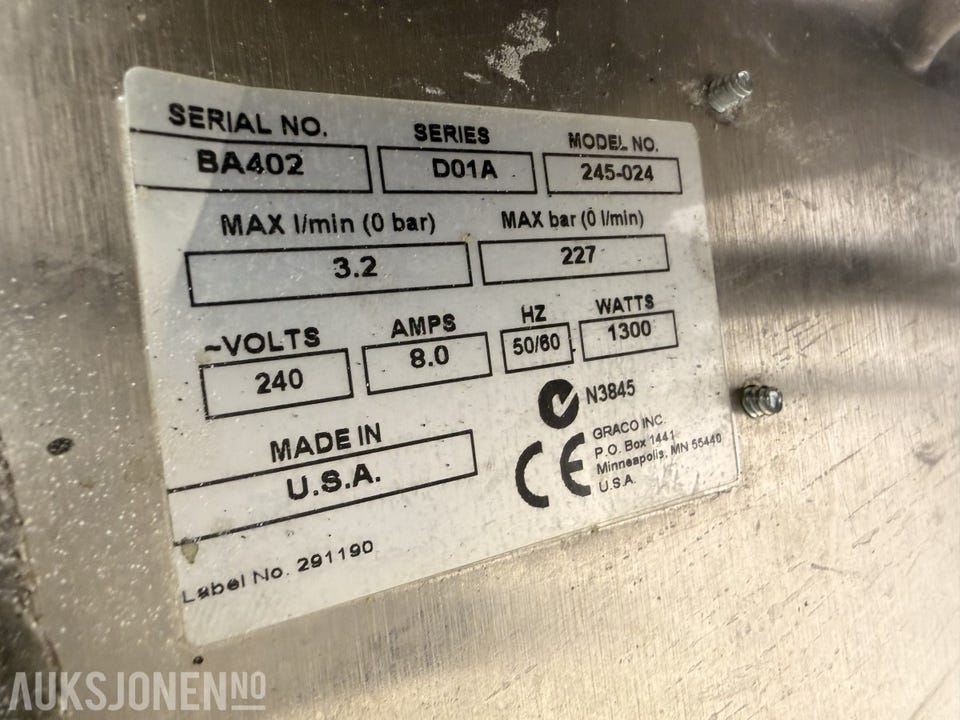 SERIAL NO. SERIES MODEL NO.
BA402 D01A 245-024
MAX l/min (0 bar) MAX bar (0 l/min)
3.2 227
~VOLTS AMPS HZ WATTS
240 8.0 50/60 1300
N3845
MADE IN
U.S.A.
CE
GRACO INC.
P.O. Box 1441
Minneapolis, MN 55440
U.S.A.
Label No. 291190
AUKSJONEN.NO